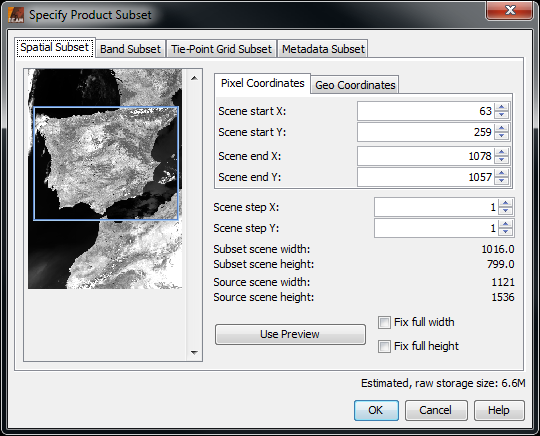 Specify Product Subset
Spatial Subset Band Subset Tie-Point Grid Subset Metadata Subset
Pixel Coordinates Geo Coordinates
Scene start X: 63
Scene start Y: 259
Scene end X: 1078
Scene end Y: 1057
Scene step X: 1
Scene step Y: 1
Subset scene width: 1016.0
Subset scene height: 799.0
Source scene width: 1121
Source scene height: 1536
Use Preview
Fix full width
Fix full height
Estimated, raw storage size: 6.6M
OK Cancel Help